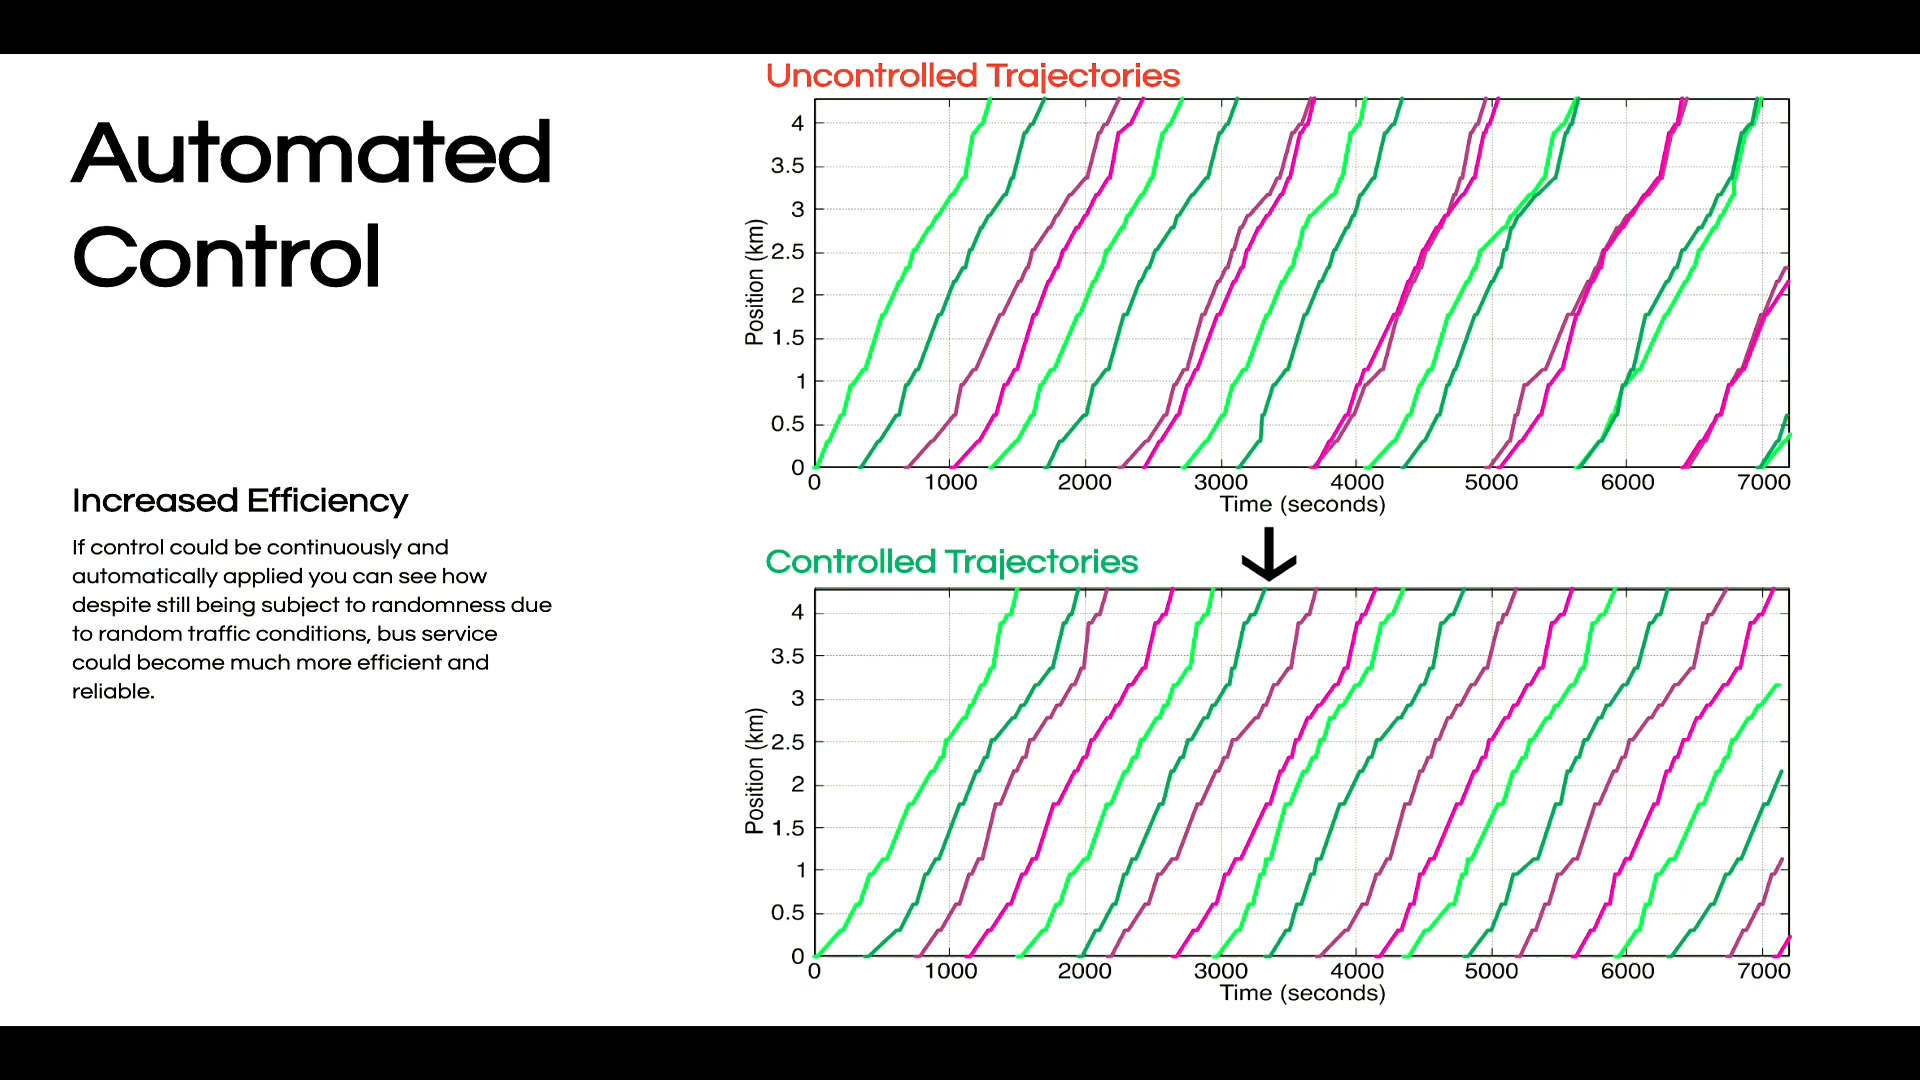 Automated
Control
Increased Efficiency
If control could be continuously and
automatically applied you can see how
despite still being subject to randomness due
to random traffic conditions, bus service
could become much more efficient and
reliable.
Uncontrolled Trajectories
Position (km)
4
3.5
3
2.5
2
1.5
1
0.5
0
0 1000 2000 3000 4000 5000 6000 7000
Time (seconds)
Controlled Trajectories
Position (km)
4
3.5
3
2.5
2
1.5
1
0.5
0
0 1000 2000 3000 4000 5000 6000 7000
Time (seconds)